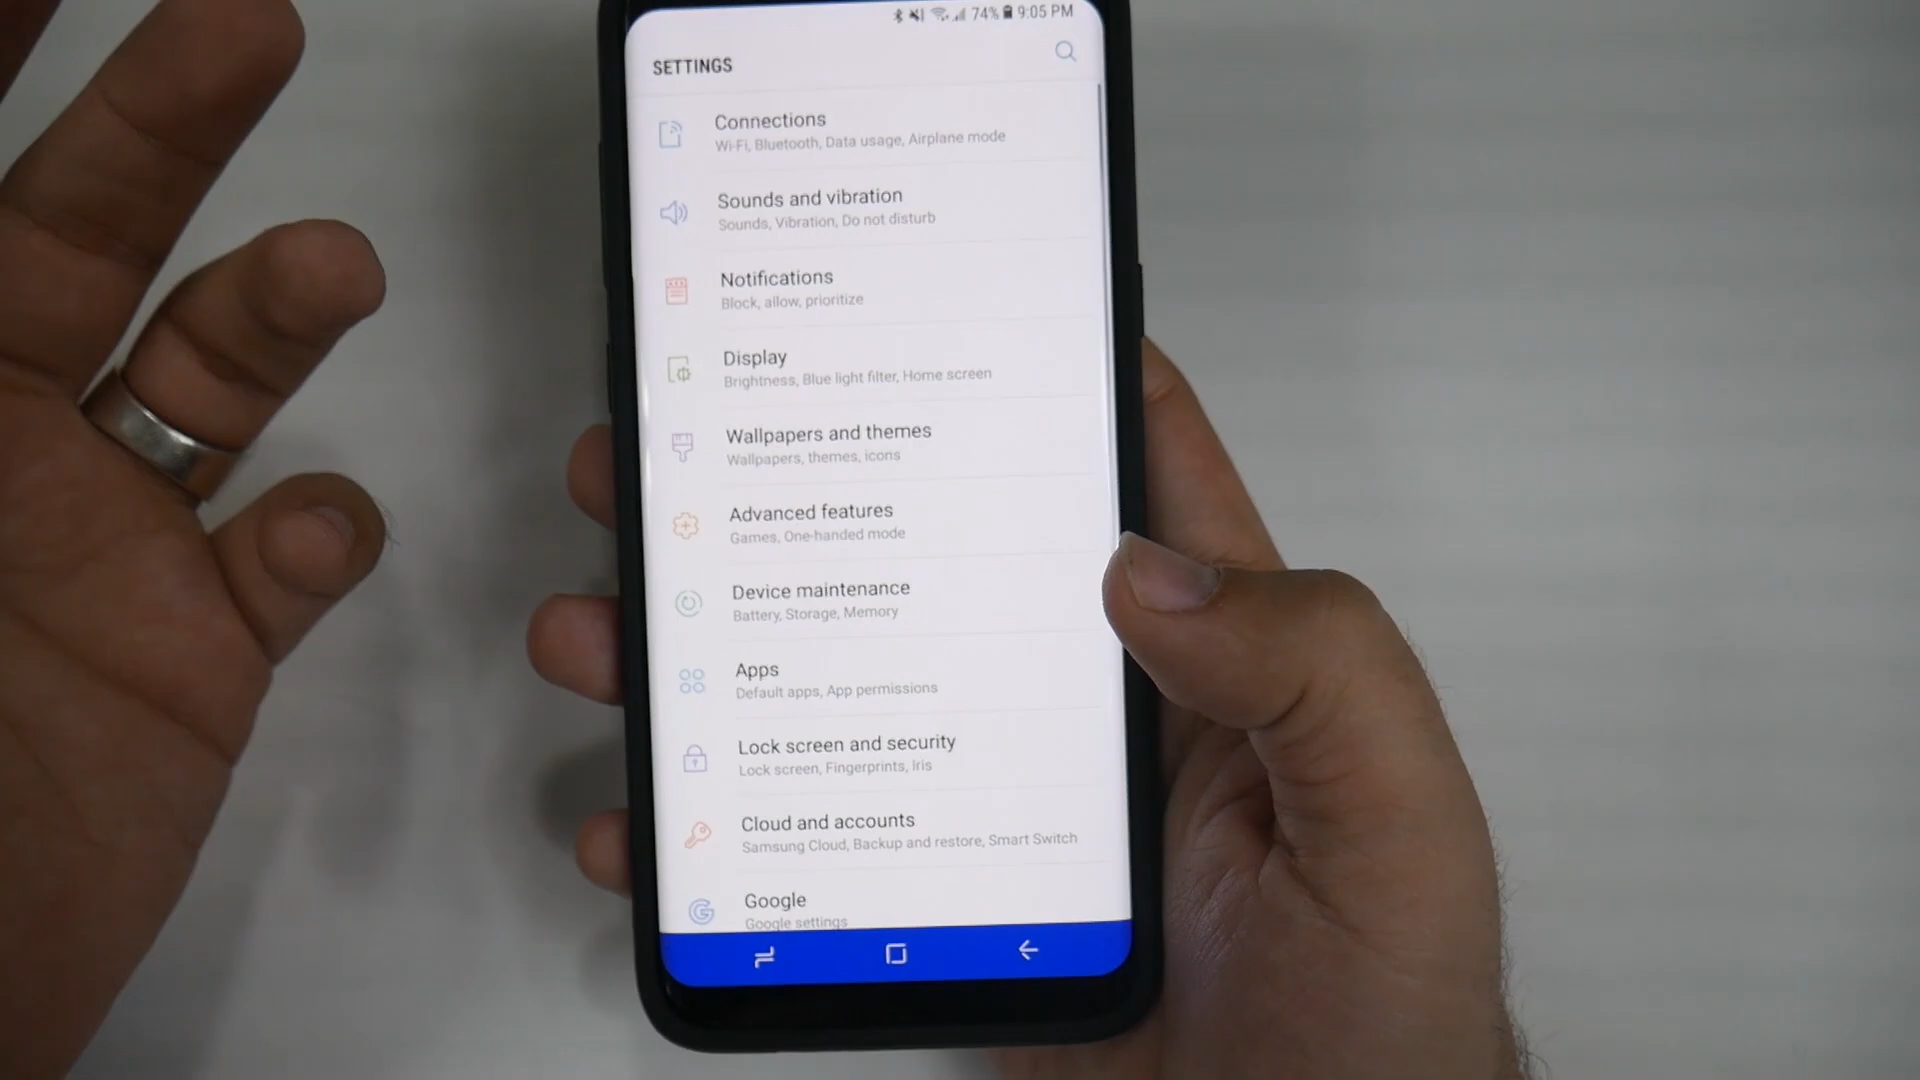 74% 9:05 PM
SETTINGS
Connections
Wi-Fi, Bluetooth, Data usage, Airplane mode
Sounds and vibration
Sounds, Vibration, Do not disturb
Notifications
Block, allow, prioritize
Display
Brightness, Blue light filter, Home screen
Wallpapers and themes
Wallpapers, themes, icons
Advanced features
Games, One-handed mode
Device maintenance
Battery, Storage, Memory
Apps
Default apps, App permissions
Lock screen and security
Lock screen, Fingerprints, Iris
Cloud and accounts
Samsung Cloud, Backup and restore, Smart Switch
Google
Google settings